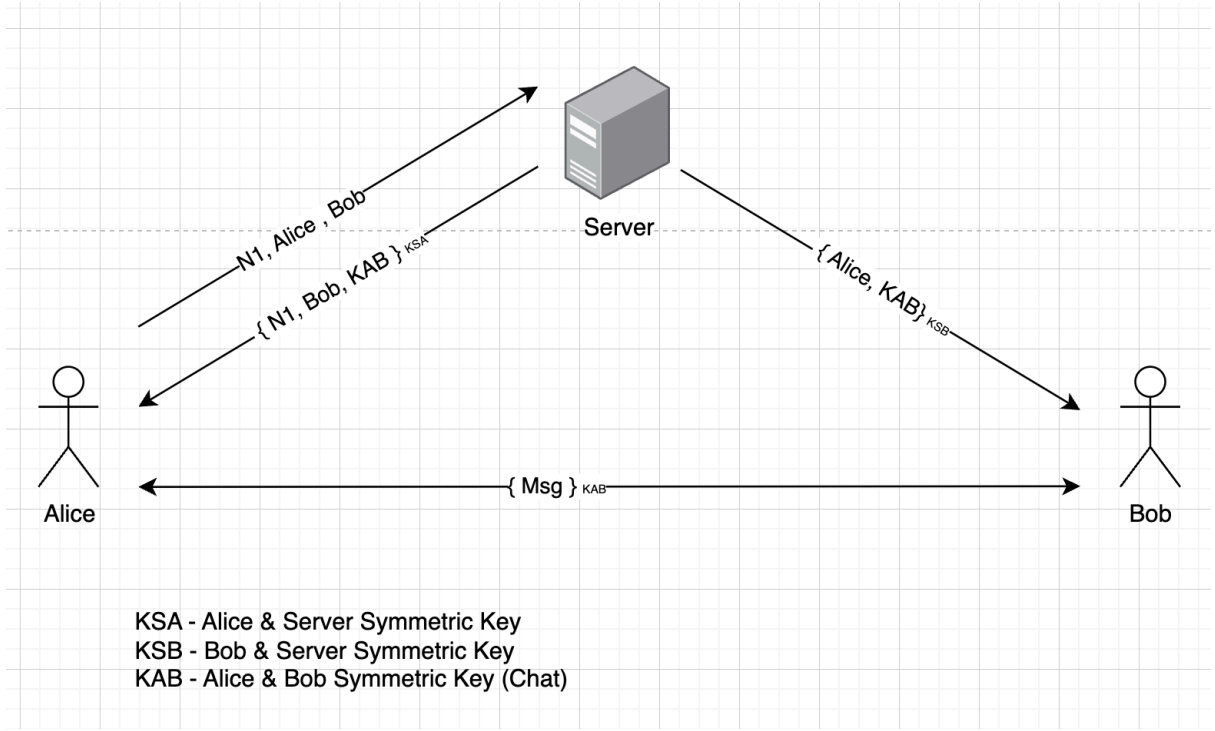 Server
N1, Alice , Bob
{ N1, Bob, KAB } KSA
{ Alice, KAB} KSB
{ Msg } KAB
Alice
Bob
KSA - Alice & Server Symmetric Key
KSB - Bob & Server Symmetric Key
KAB - Alice & Bob Symmetric Key (Chat)